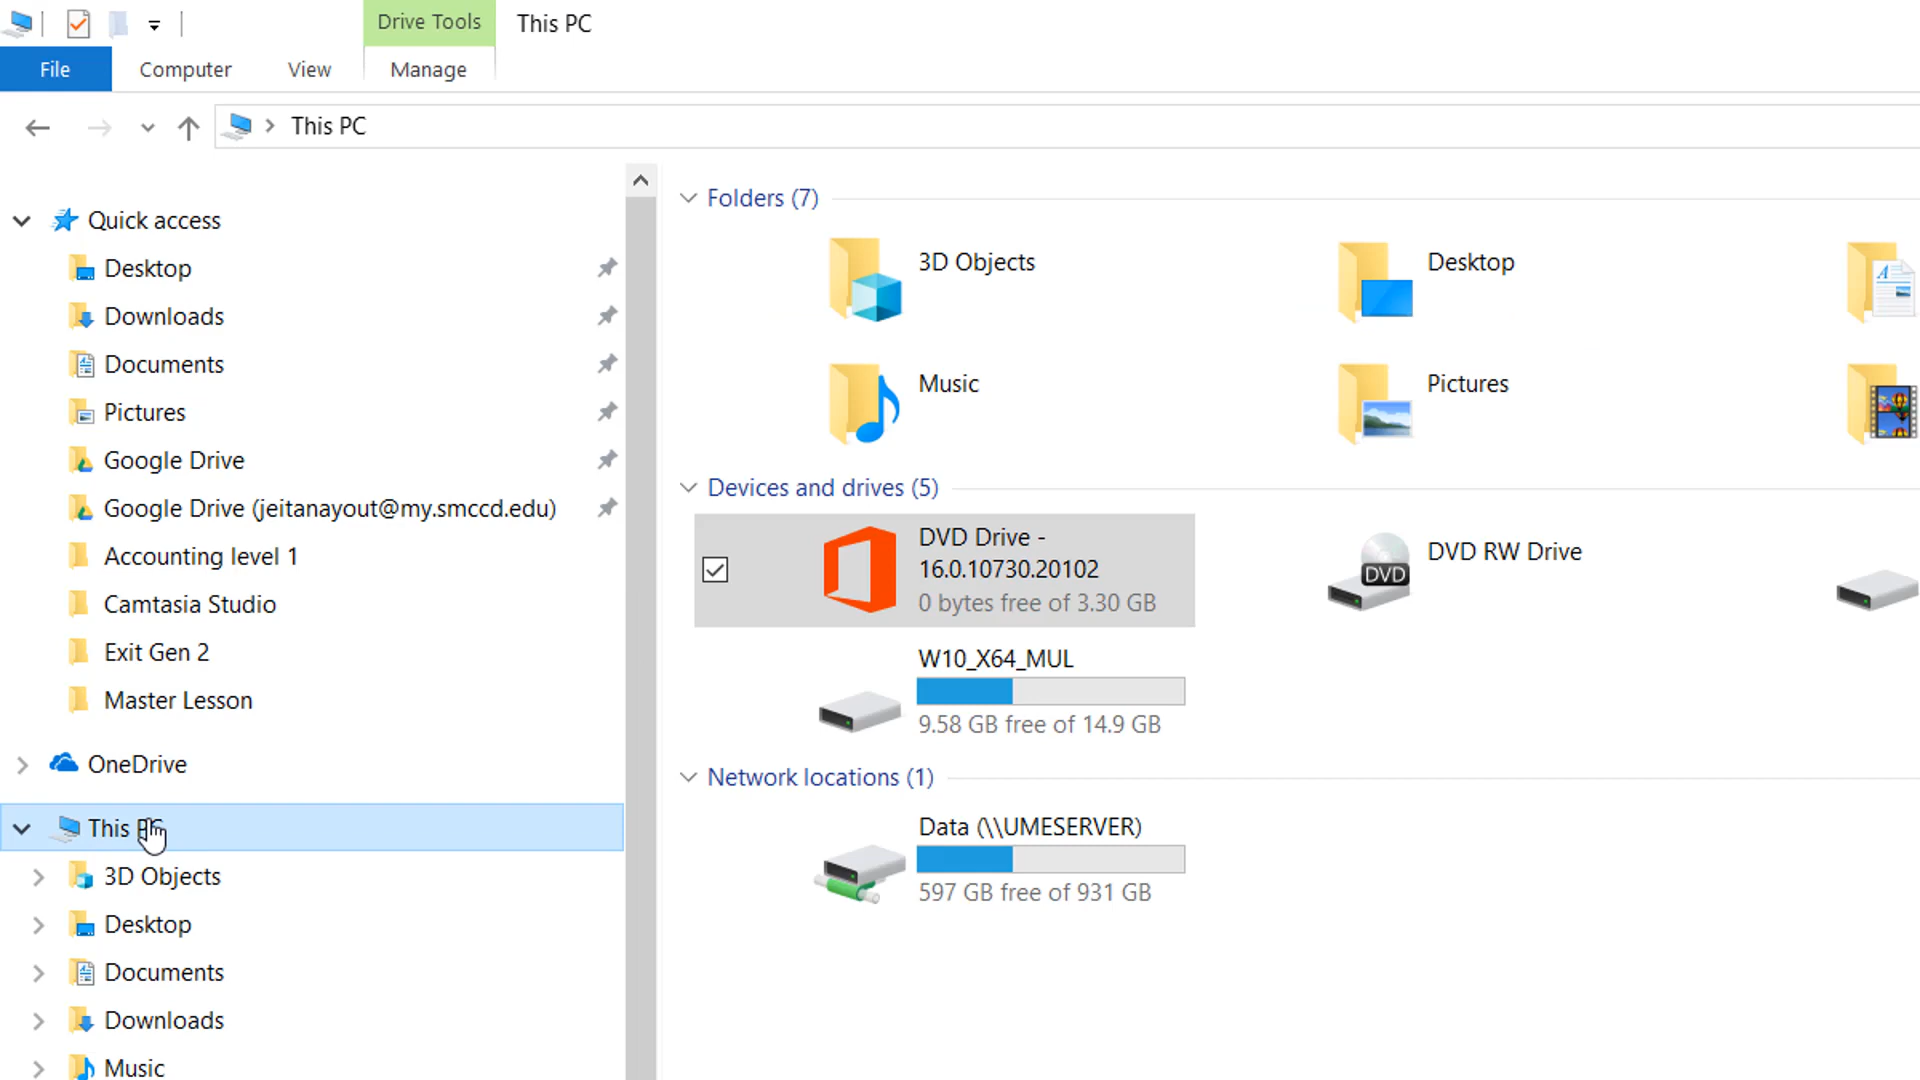 Drive Tools
This PC
File
Computer
View
Manage
This PC
Quick access
Desktop
Downloads
Documents
Pictures
Google Drive
Google Drive (jeitanayout@my.smccd.edu)
Accounting level 1
Camtasia Studio
Exit Gen 2
Master Lesson
OneDrive
This PC
3D Objects
Desktop
Documents
Downloads
Music
Folders (7)
3D Objects
Desktop
Music
Pictures
Devices and drives (5)
DVD Drive -
16.0.10730.20102
0 bytes free of 3.30 GB
DVD RW Drive
DVD
W10_X64_MUL
9.58 GB free of 14.9 GB
Network locations (1)
Data (\\UMESERVER)
597 GB free of 931 GB